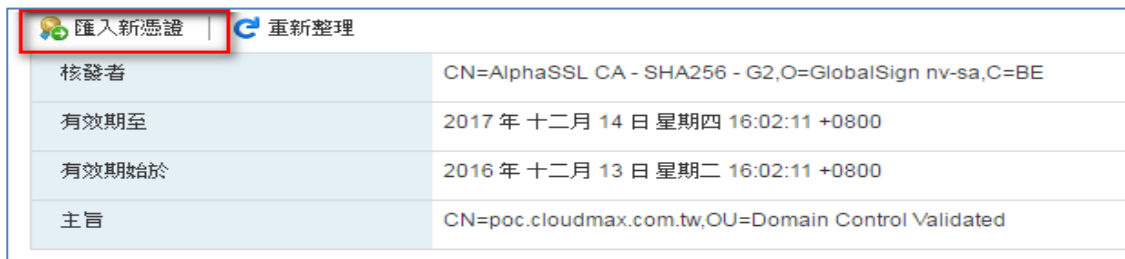 匯入新憑證 | 重新整理
核發者 CN=AlphaSSL CA - SHA256 - G2,O=GlobalSign nv-sa,C=BE
有效期至 2017 年 十二月 14 日 星期四 16:02:11 +0800
有效期始於 2016 年 十二月 13 日 星期二 16:02:11 +0800
主旨 CN=poc.cloudmax.com.tw,OU=Domain Control Validated